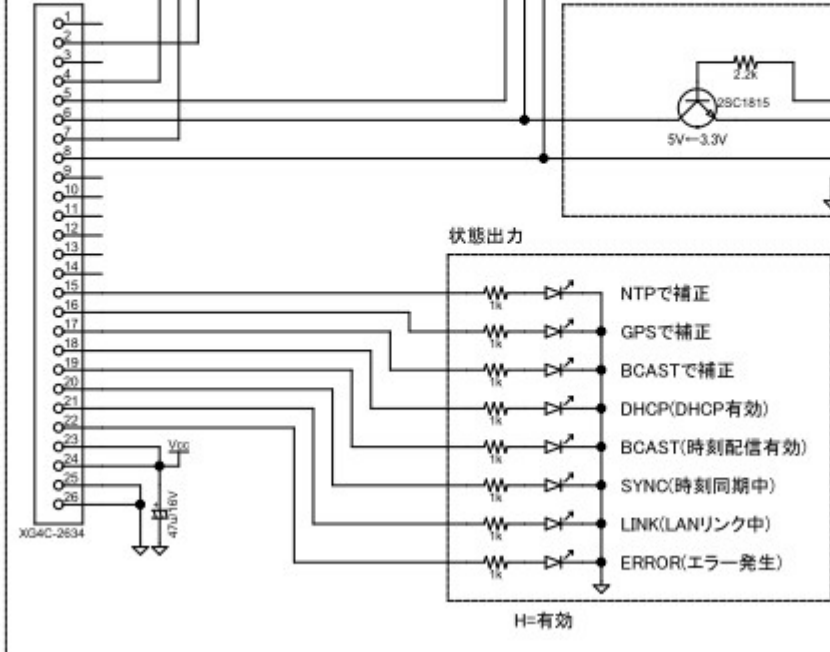 1
2
3
4
5
6
7
8
9
10
11
12
13
14
15
16
17
18
19
20
21
22
23
24
25
26
XG4C-2634
Vcc
47u/16V
2.2k
2SC1815
5V←3.3V
状態出力
1k
NTPで補正
1k
GPSで補正
1k
BCASTで補正
1k
DHCP(DHCP有効)
1k
BCAST(時刻配信有効)
1k
SYNC(時刻同期中)
1k
LINK(LANリンク中)
1k
ERROR(エラー発生)
H=有効